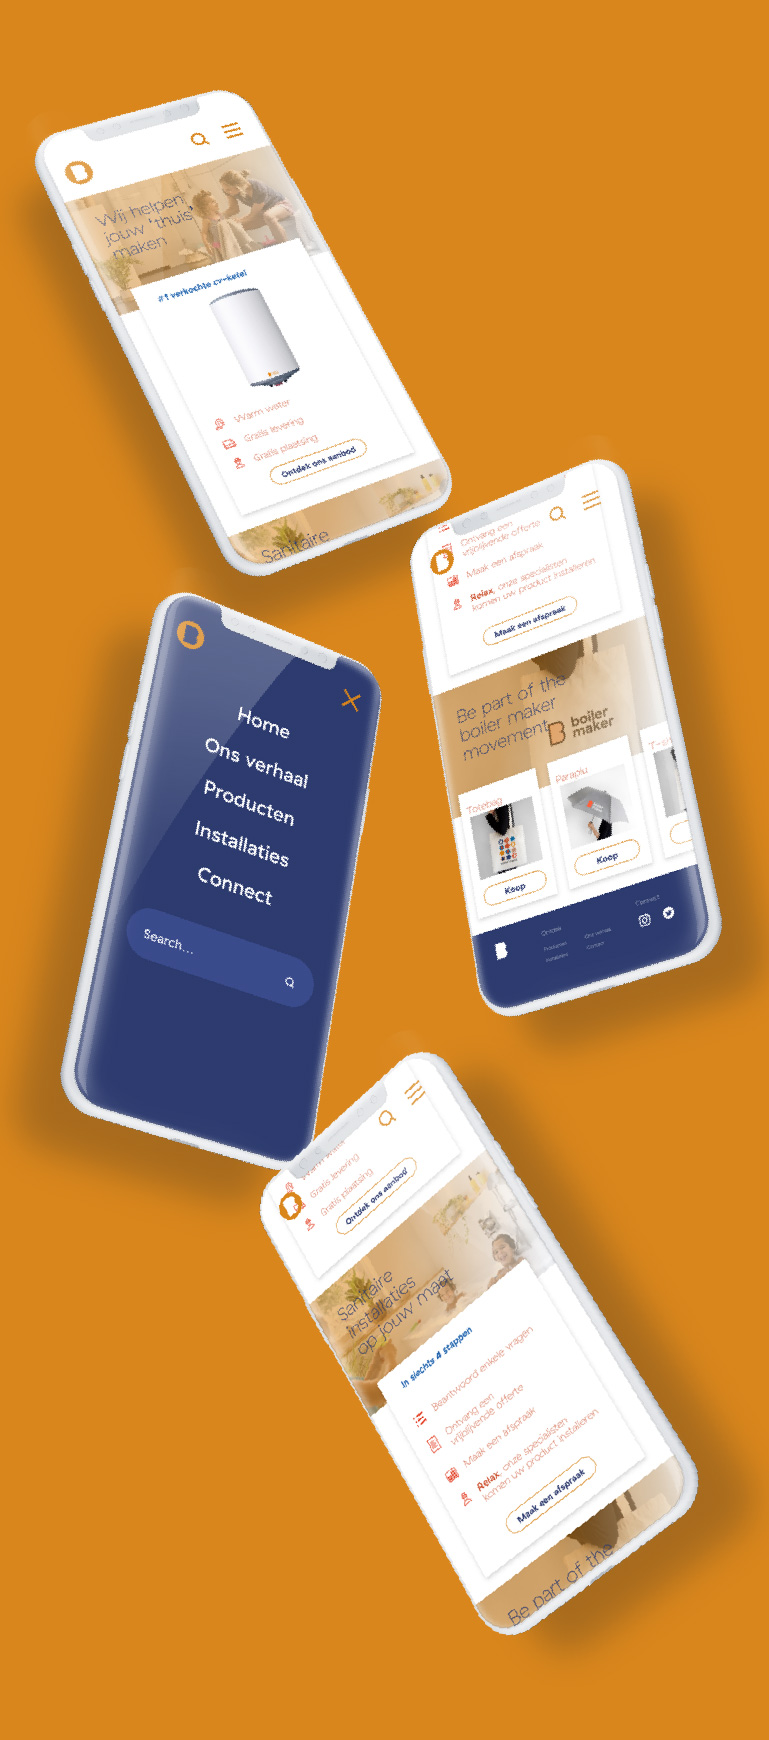 Wij helpen
jouw 'thuis'
maken
#1 verkochte cv-ketel
Warm water
Gratis levering
Gratis plaatsing
Ontdek ons aanbod
Sanitaire
Ontvang een
vrijblijvende offerte
Maak een afspraak
Relax, onze specialisten
komen uw product installeren
Maak een afspraak
Be part of the
boiler maker
movement
boiler
maker
Totebag
Paraplu
Koop
Koop
Ontdek
Producten
Ons verhaal
Contact
Connect
Home
Ons verhaal
Producten
Installaties
Connect
Search...
Warm water
Gratis levering
Gratis plaatsing
Ontdek ons aanbod
Sanitaire
installaties
op jouw maat
In slechts 4 stappen
Beantwoord enkele vragen
Ontvang een
vrijblijvende offerte
Maak een afspraak
Relax, onze specialisten
komen uw product installeren
Maak een afspraak
Be part of the